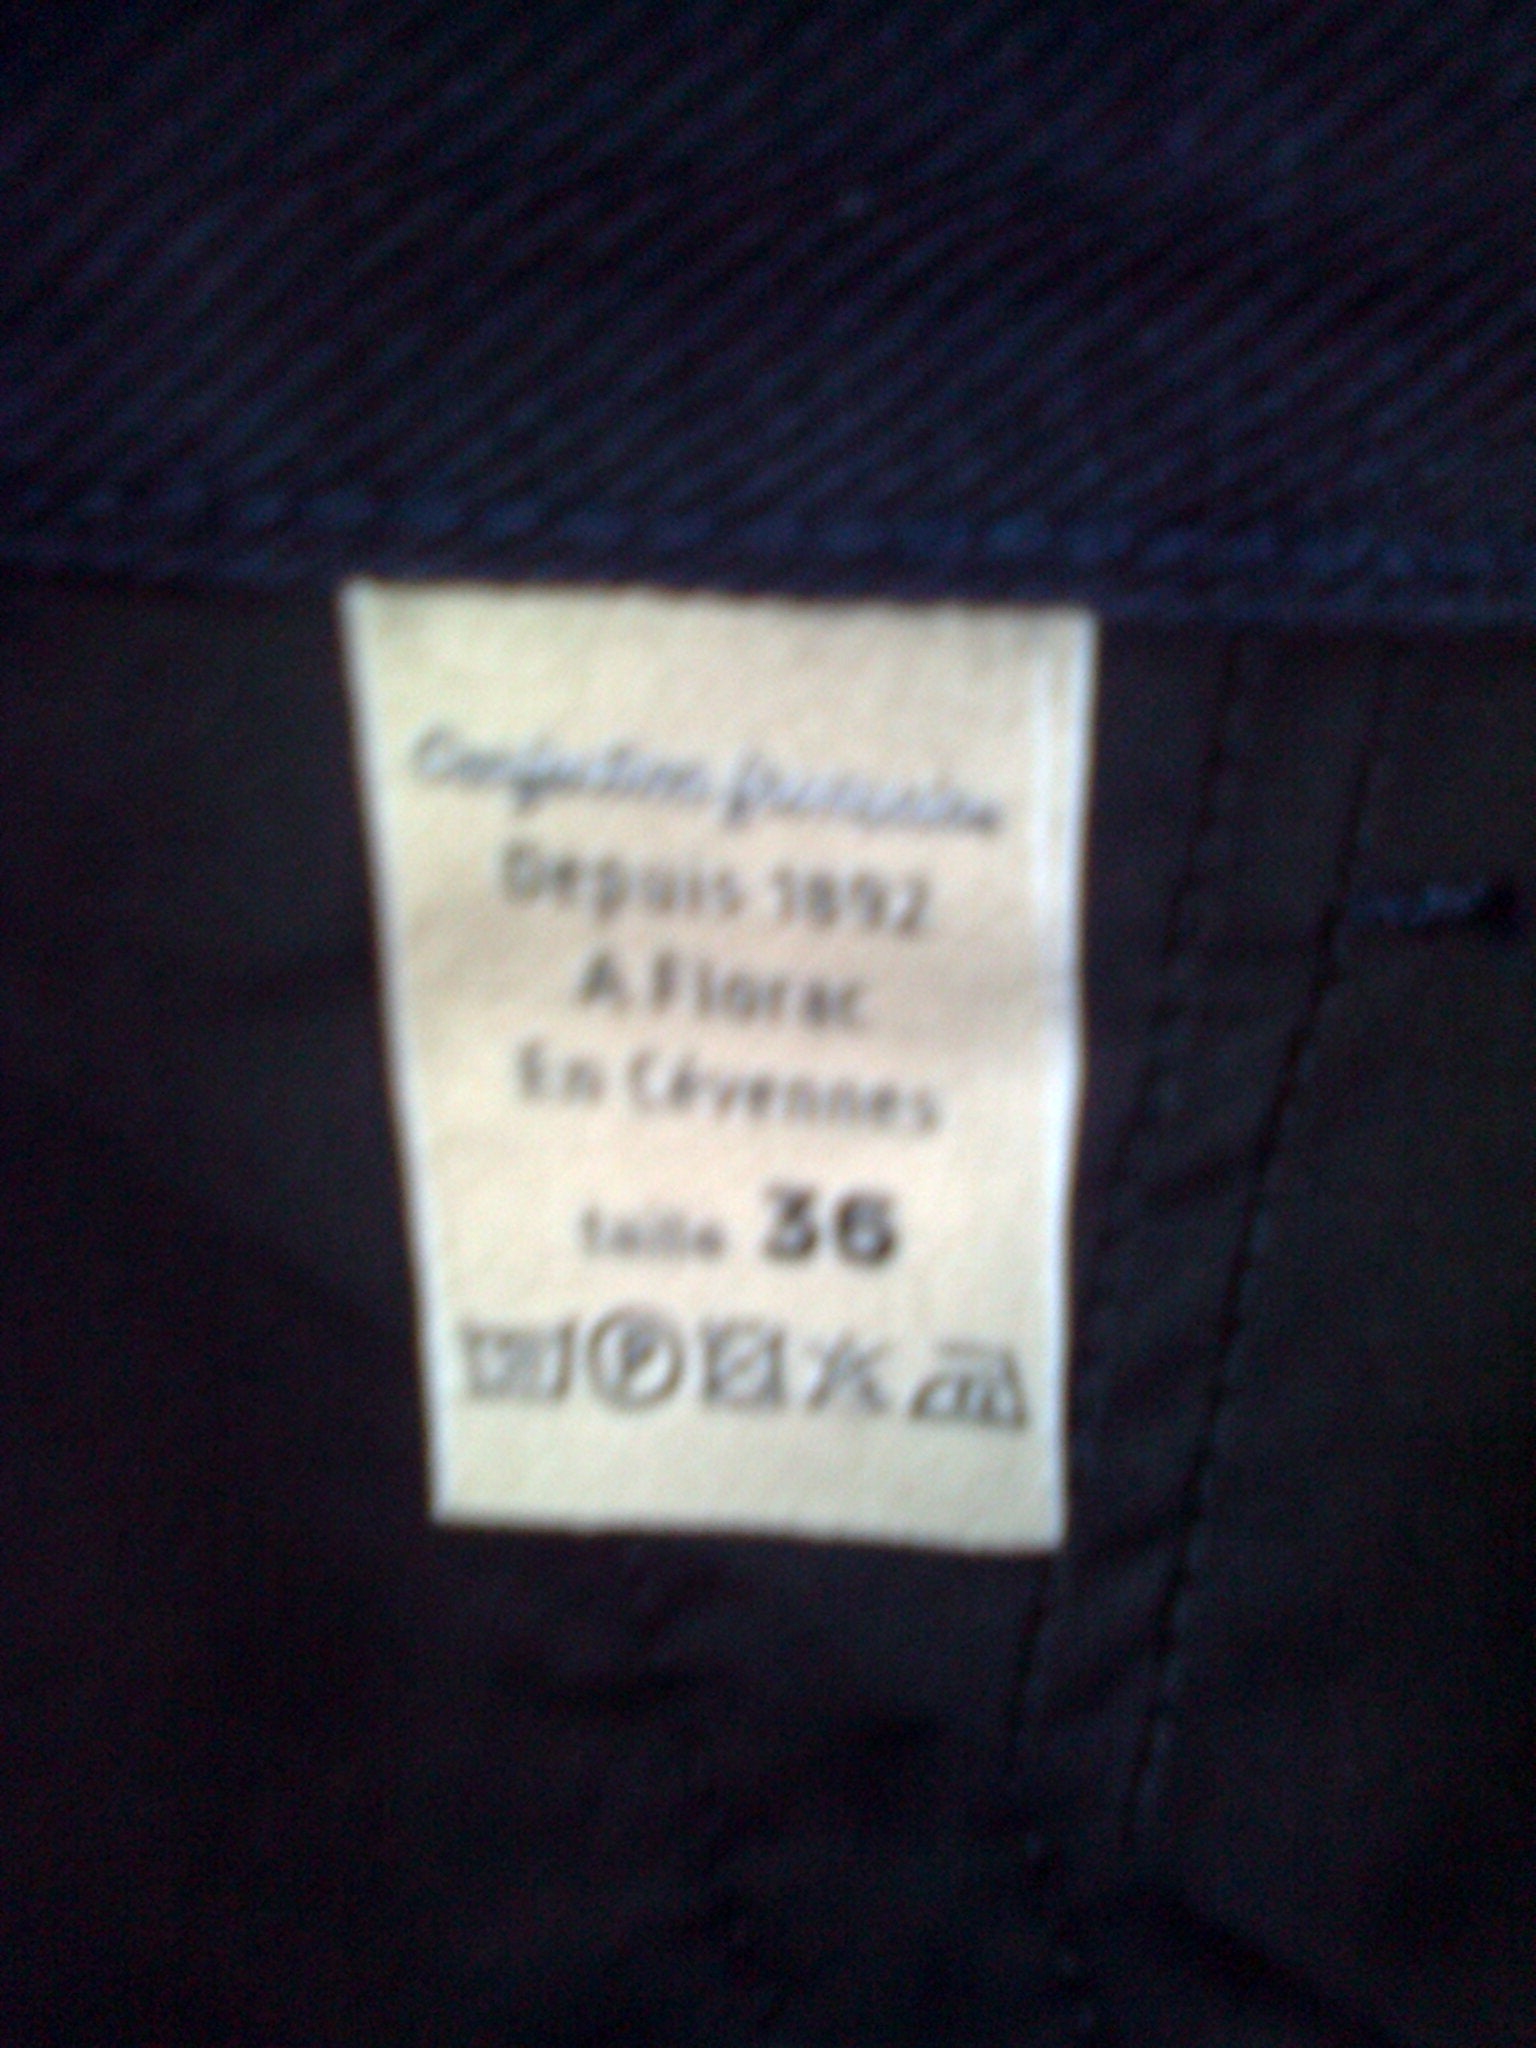 Confection française
Depuis 1892
A Florac
En Cévennes
taille 36
P